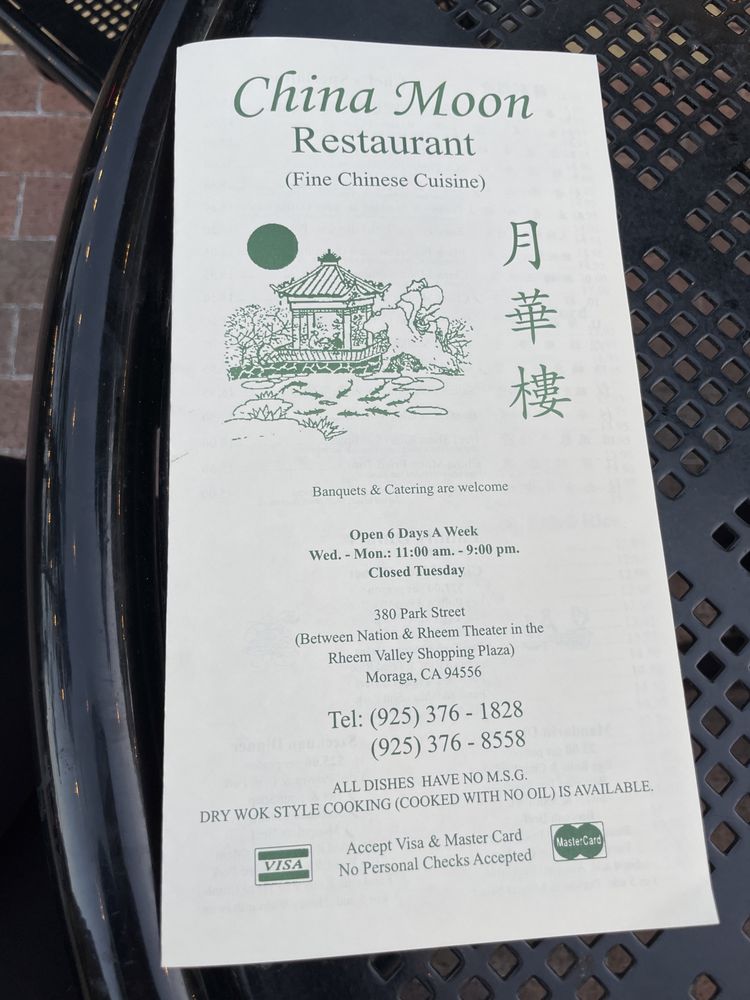 China Moon
Restaurant
(Fine Chinese Cuisine)
月
華
樓
Banquets & Catering are welcome
Open 6 Days A Week
Wed. - Mon.: 11:00 am. - 9:00 pm.
Closed Tuesday
380 Park Street
(Between Nation & Rheem Theater in the
Rheem Valley Shopping Plaza)
Moraga, CA 94556
Tel: (925) 376 - 1828
(925) 376 - 8558
ALL DISHES HAVE NO M.S.G.
DRY WOK STYLE COOKING (COOKED WITH NO OIL) IS AVAILABLE.
Accept Visa & Master Card
No Personal Checks Accepted
VISA
MasterCard